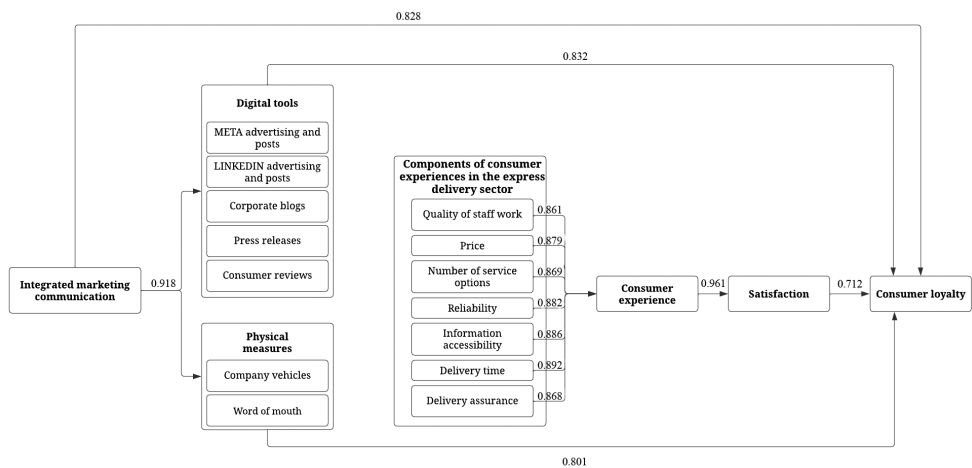 0.828
0.832
Digital tools
META advertising and
posts
LINKEDIN advertising
and posts
Corporate blogs
Press releases
Consumer reviews
Integrated marketing
communication
0.918
Physical
measures
Company vehicles
Word of mouth
Components of consumer
experiences in the express
delivery sector
Quality of staff work
0.861
Price
0.879
Number of service
options
0.869
Reliability
0.882
Information
accessibility
0.886
Delivery time
0.892
Delivery assurance
0.868
Consumer
experience
0.961
Satisfaction
0.712
Consumer loyalty
0.801